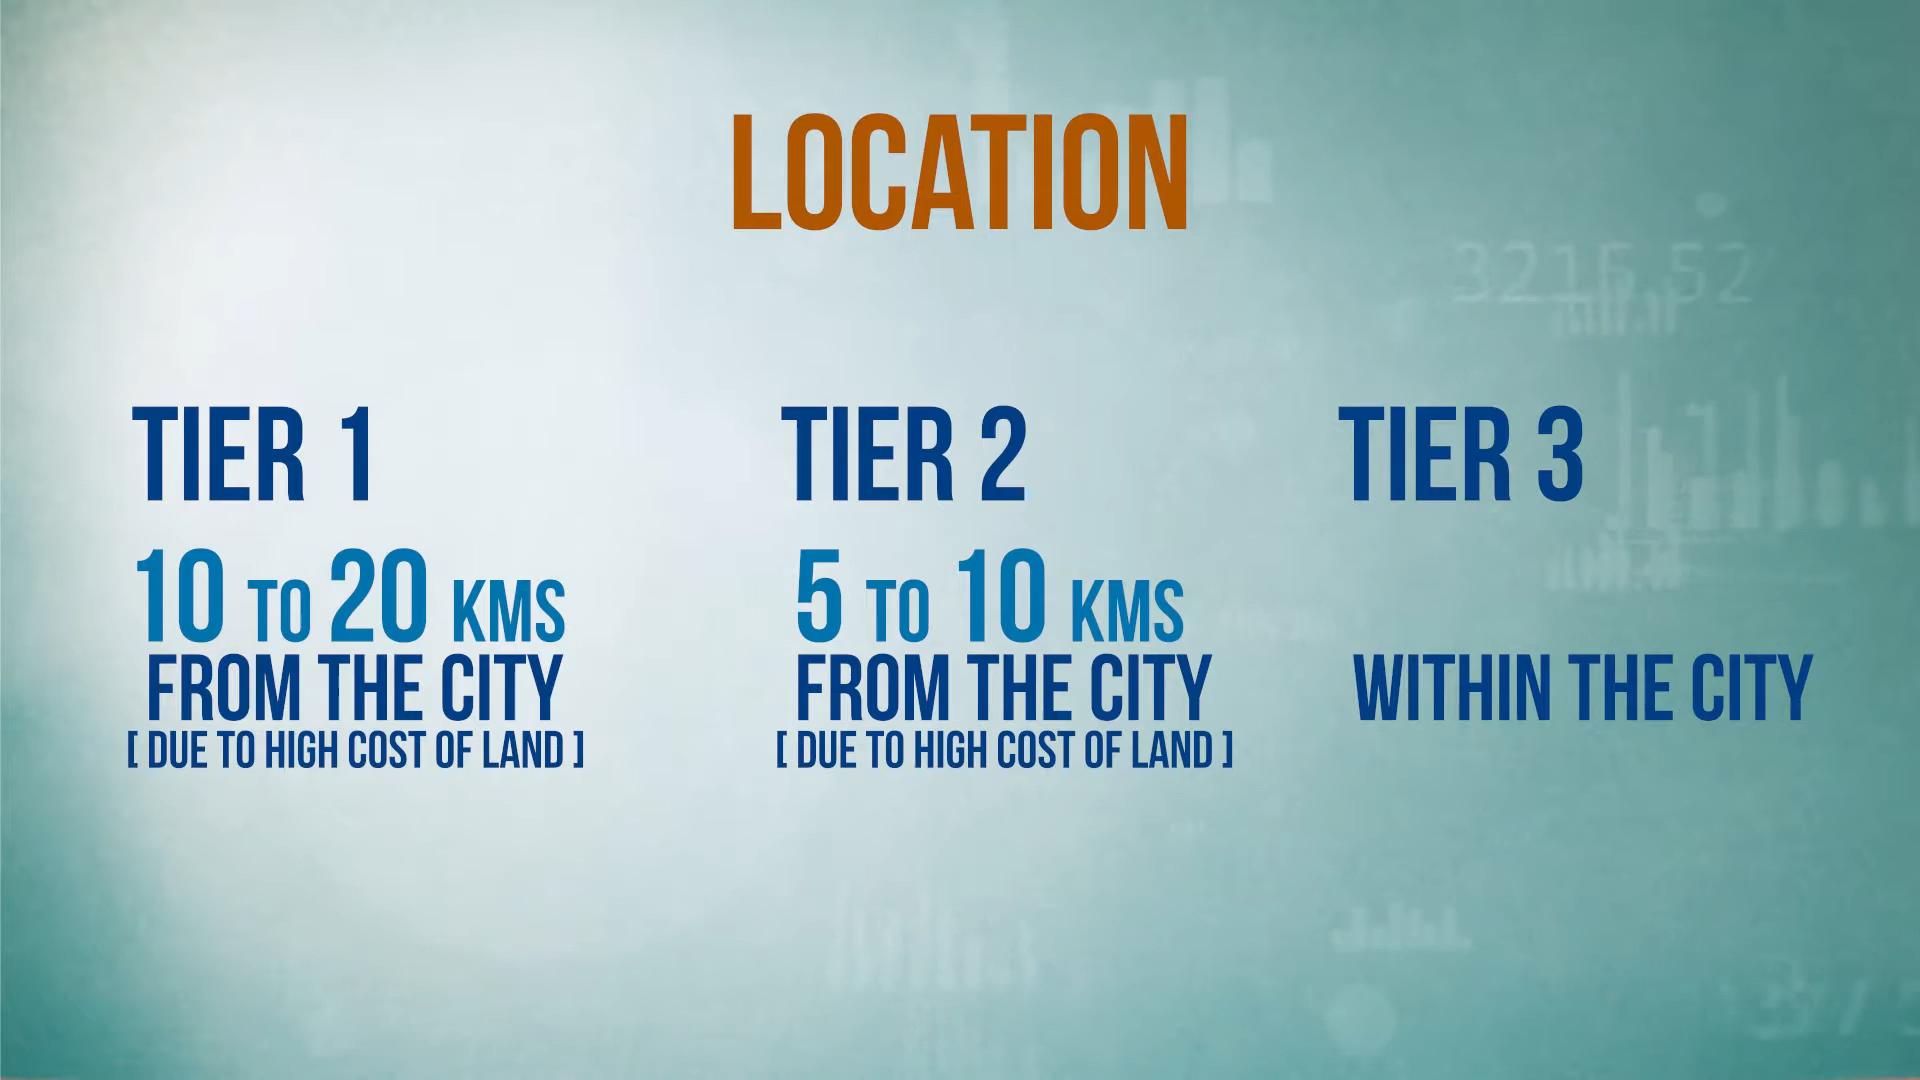 LOCATION
TIER 1
10 TO 20 KMS
FROM THE CITY
[ DUE TO HIGH COST OF LAND ]
TIER 2
5 TO 10 KMS
FROM THE CITY
[ DUE TO HIGH COST OF LAND ]
TIER 3
WITHIN THE CITY